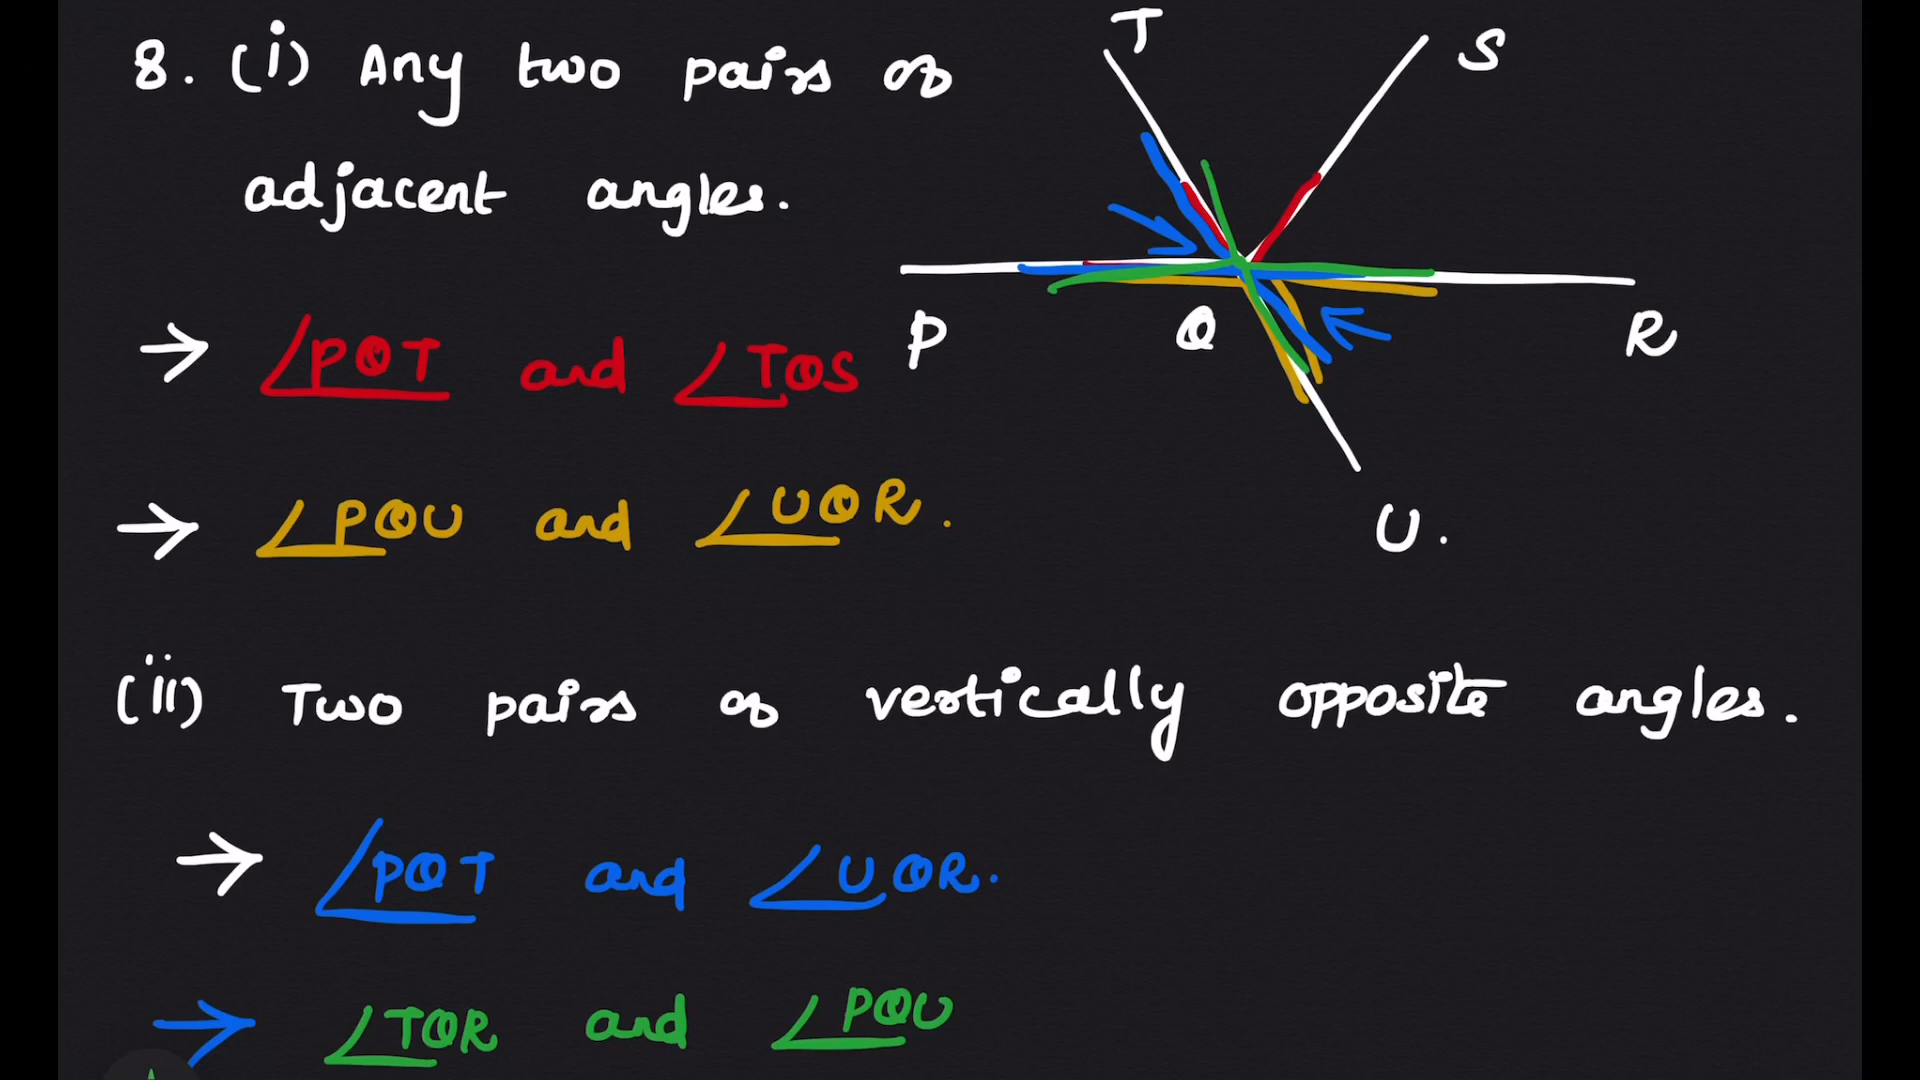 8. (i) Any two pairs of
adjacent angles.
→ ∠PQT and ∠TQS
→ ∠PQU and ∠UQR.
T
S
P
Q
R
U.
(ii) Two pairs of vertically opposite angles.
→ ∠PQT and ∠UQR.
→ ∠TQR and ∠PQU